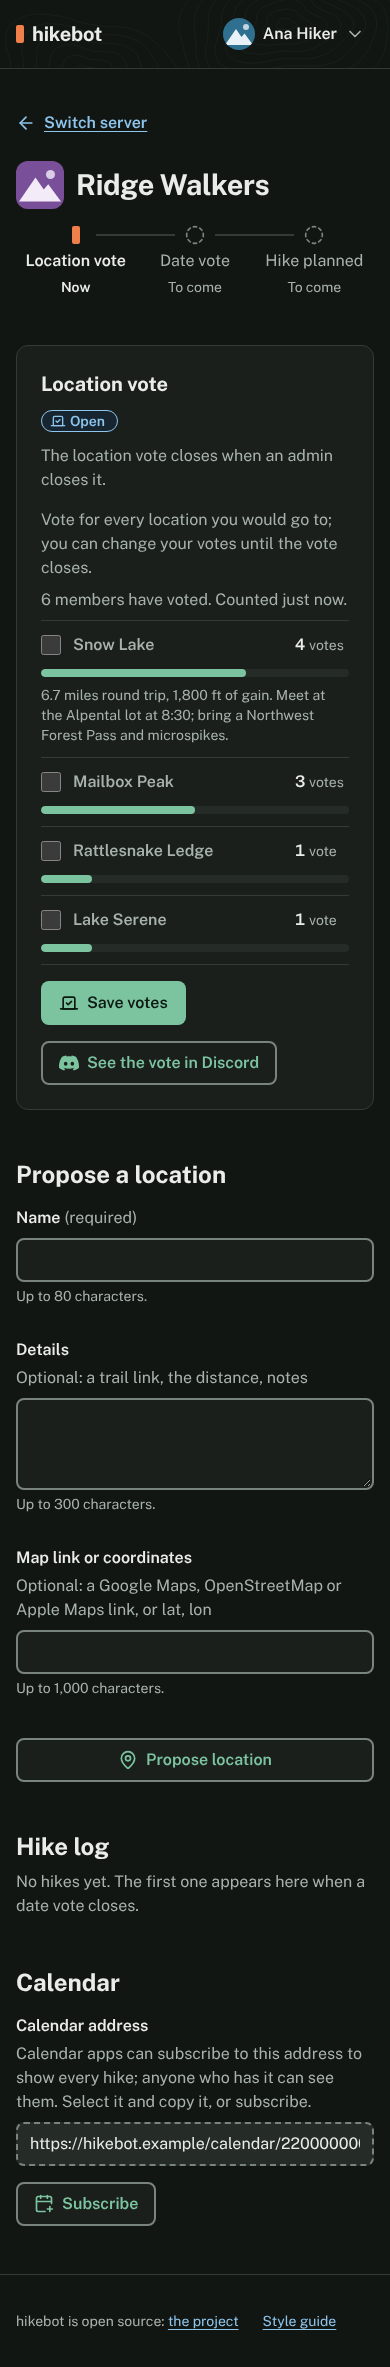 hikebot
Ana Hiker
Switch server
Ridge Walkers
Location vote
Now
Date vote
To come
Hike planned
To come
Location vote
Open
The location vote closes when an admin
closes it.
Vote for every location you would go to;
you can change your votes until the vote
closes.
6 members have voted. Counted just now.
Snow Lake
4 votes
6.7 miles round trip, 1,800 ft of gain. Meet at
the Alpental lot at 8:30; bring a Northwest
Forest Pass and microspikes.
Mailbox Peak
3 votes
Rattlesnake Ledge
1 vote
Lake Serene
1 vote
Save votes
See the vote in Discord
Propose a location
Name (required)
Up to 80 characters.
Details
Optional: a trail link, the distance, notes
Up to 300 characters.
Map link or coordinates
Optional: a Google Maps, OpenStreetMap or
Apple Maps link, or lat, lon
Up to 1,000 characters.
Propose location
Hike log
No hikes yet. The first one appears here when a
date vote closes.
Calendar
Calendar address
Calendar apps can subscribe to this address to
show every hike; anyone who has it can see
them. Select it and copy it, or subscribe.
https://hikebot.example/calendar/22000000
Subscribe
hikebot is open source: the project
Style guide